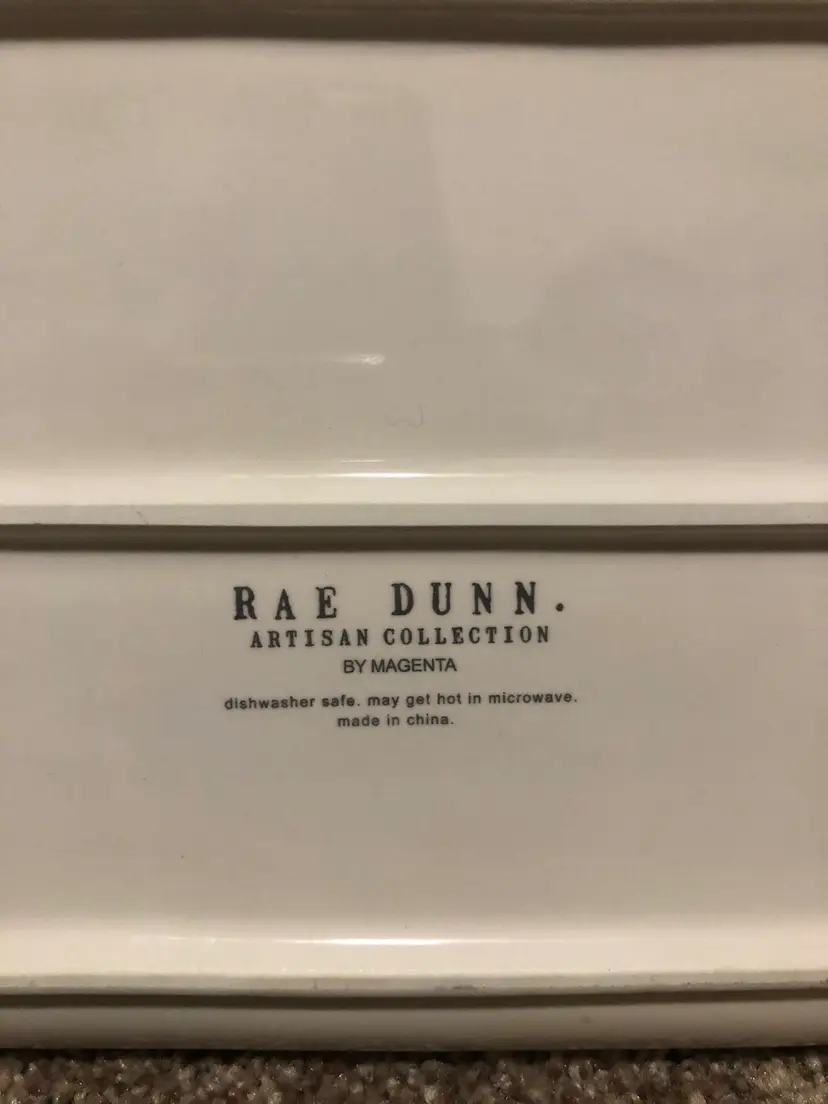 RAE DUNN.
ARTISAN COLLECTION
BY MAGENTA
dishwasher safe. may get hot in microwave.
made in china.